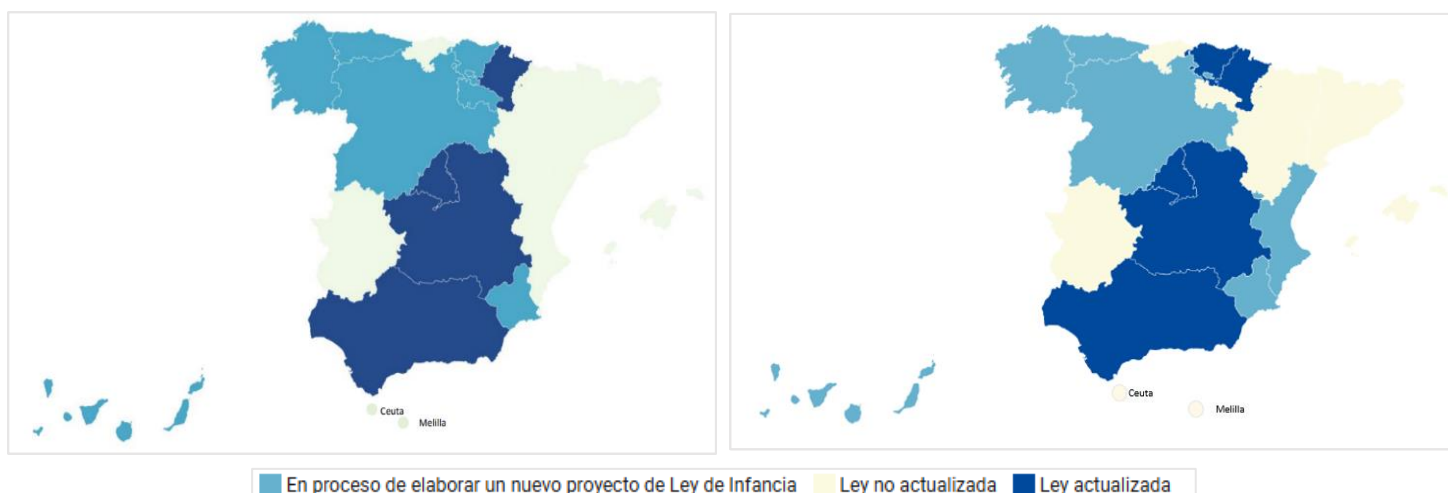 Ceuta
Melilla
Ceuta
Melilla
En proceso de elaborar un nuevo proyecto de Ley de Infancia Ley no actualizada Ley actualizada